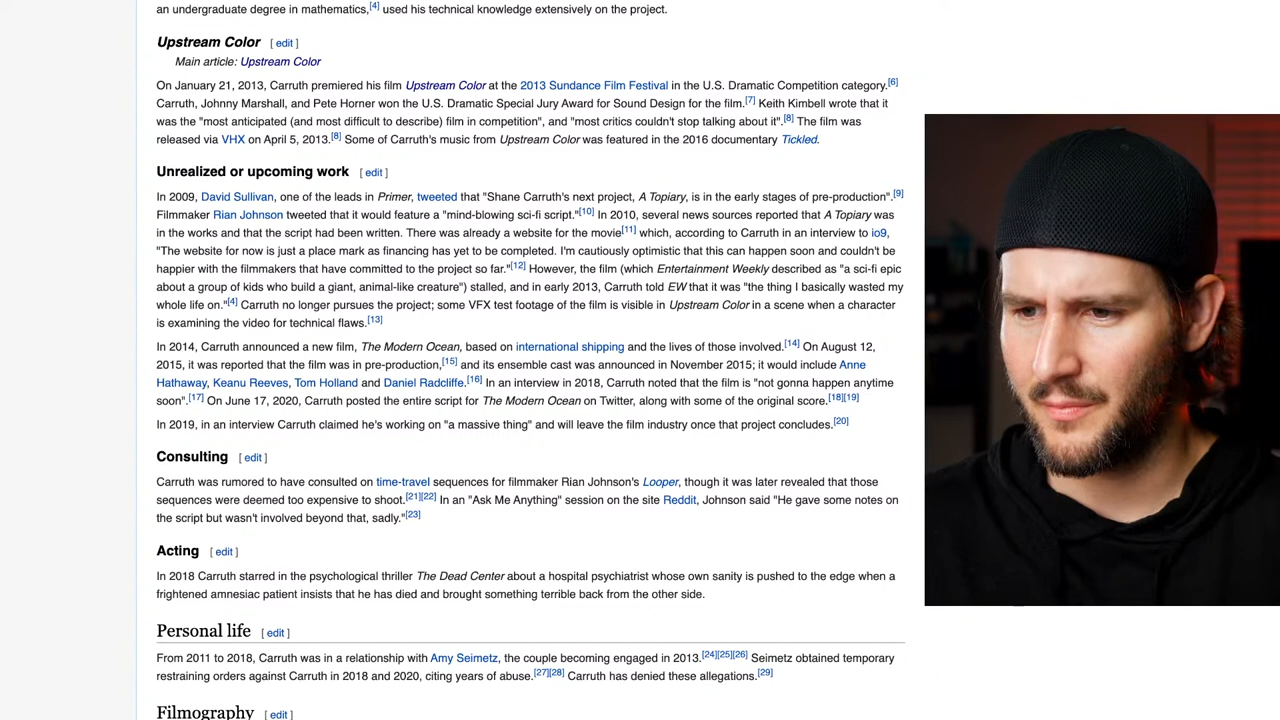 an undergraduate degree in mathematics,[4] used his technical knowledge extensively on the project.
Upstream Color [ edit ]
Main article: Upstream Color
On January 21, 2013, Carruth premiered his film Upstream Color at the 2013 Sundance Film Festival in the U.S. Dramatic Competition category.[6]
Carruth, Johnny Marshall, and Pete Horner won the U.S. Dramatic Special Jury Award for Sound Design for the film.[7] Keith Kimbell wrote that it
was the "most anticipated (and most difficult to describe) film in competition", and "most critics couldn't stop talking about it".[8] The film was
released via VHX on April 5, 2013.[8] Some of Carruth's music from Upstream Color was featured in the 2016 documentary Tickled.
Unrealized or upcoming work [ edit ]
In 2009, David Sullivan, one of the leads in Primer, tweeted that "Shane Carruth's next project, A Topiary, is in the early stages of pre-production".[9]
Filmmaker Rian Johnson tweeted that it would feature a "mind-blowing sci-fi script."[10] In 2010, several news sources reported that A Topiary was
in the works and that the script had been written. There was already a website for the movie[11] which, according to Carruth in an interview to io9,
"The website for now is just a place mark as financing has yet to be completed. I'm cautiously optimistic that this can happen soon and couldn't be
happier with the filmmakers that have committed to the project so far."[12] However, the film (which Entertainment Weekly described as "a sci-fi epic
about a group of kids who build a giant, animal-like creature") stalled, and in early 2013, Carruth told EW that it was "the thing I basically wasted my
whole life on."[4] Carruth no longer pursues the project; some VFX test footage of the film is visible in Upstream Color in a scene when a character
is examining the video for technical flaws.[13]
In 2014, Carruth announced a new film, The Modern Ocean, based on international shipping and the lives of those involved.[14] On August 12,
2015, it was reported that the film was in pre-production,[15] and its ensemble cast was announced in November 2015; it would include Anne
Hathaway, Keanu Reeves, Tom Holland and Daniel Radcliffe.[16] In an interview in 2018, Carruth noted that the film is "not gonna happen anytime
soon".[17] On June 17, 2020, Carruth posted the entire script for The Modern Ocean on Twitter, along with some of the original score.[18][19]
In 2019, in an interview Carruth claimed he's working on "a massive thing" and will leave the film industry once that project concludes.[20]
Consulting [ edit ]
Carruth was rumored to have consulted on time-travel sequences for filmmaker Rian Johnson's Looper, though it was later revealed that those
sequences were deemed too expensive to shoot.[21][22] In an "Ask Me Anything" session on the site Reddit, Johnson said "He gave some notes on
the script but wasn't involved beyond that, sadly."[23]
Acting [ edit ]
In 2018 Carruth starred in the psychological thriller The Dead Center about a hospital psychiatrist whose own sanity is pushed to the edge when a
frightened amnesiac patient insists that he has died and brought something terrible back from the other side.
Personal life [ edit ]
From 2011 to 2018, Carruth was in a relationship with Amy Seimetz, the couple becoming engaged in 2013.[24][25][26] Seimetz obtained temporary
restraining orders against Carruth in 2018 and 2020, citing years of abuse.[27][28] Carruth has denied these allegations.[29]
Filmography [ edit ]